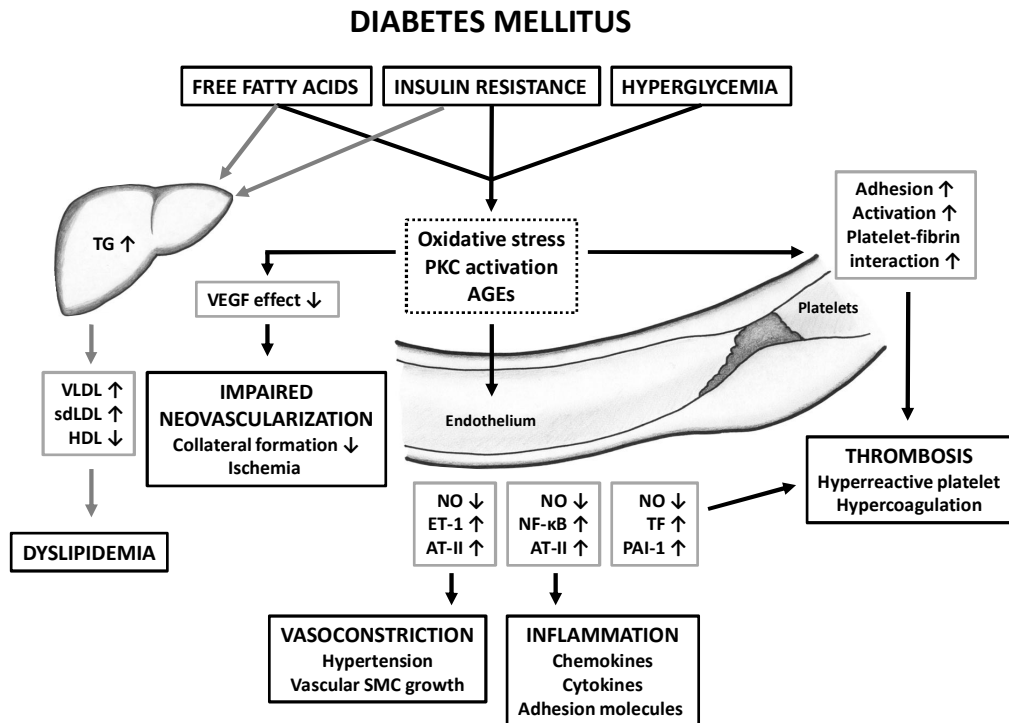 DIABETES MELLITUS
FREE FATTY ACIDS
INSULIN RESISTANCE
HYPERGLYCEMIA
TG ↑
Oxidative stress
PKC activation
AGEs
Adhesion ↑
Activation ↑
Platelet-fibrin
interaction ↑
VEGF effect ↓
Platelets
VLDL ↑
sdLDL ↑
HDL ↓
IMPAIRED
NEOVASCULARIZATION
Collateral formation ↓
Ischemia
Endothelium
THROMBOSIS
Hyperreactive platelet
Hypercoagulation
NO ↓
ET-1 ↑
AT-II ↑
NO ↓
NF-κB ↑
AT-II ↑
NO ↓
TF ↑
PAI-1 ↑
DYSLIPIDEMIA
VASOCONSTRICTION
Hypertension
Vascular SMC growth
INFLAMMATION
Chemokines
Cytokines
Adhesion molecules